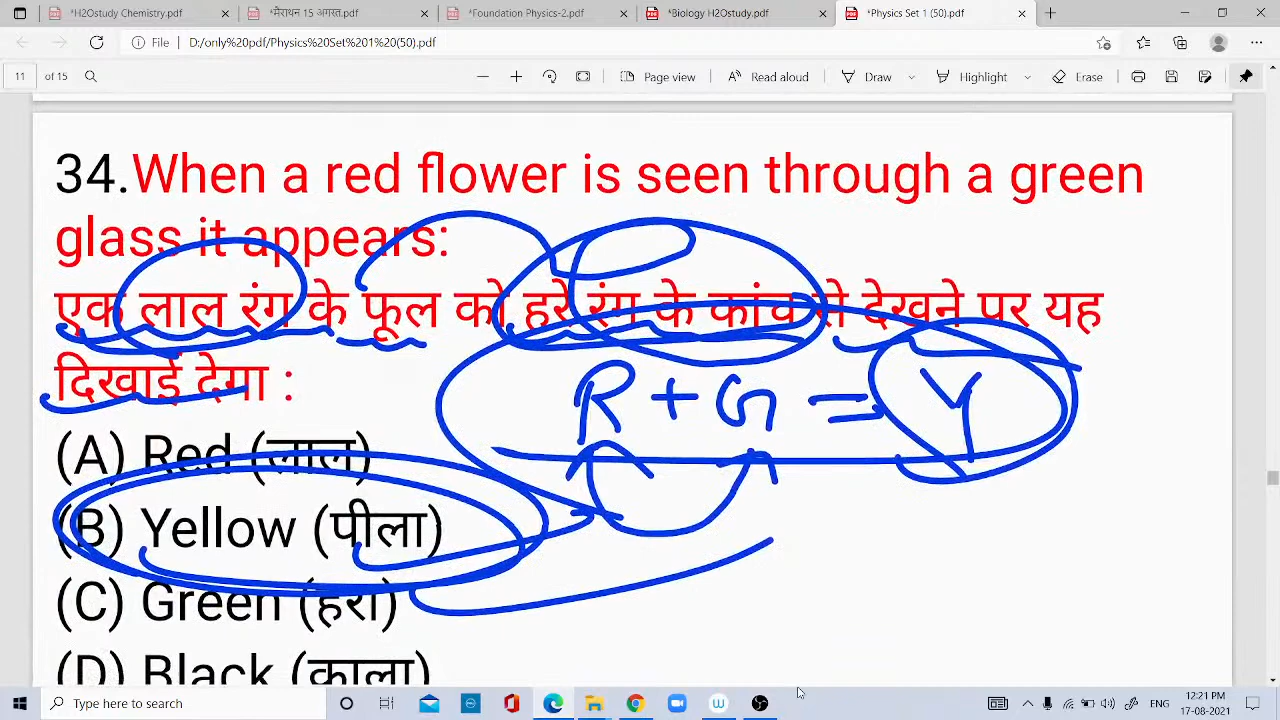 *H2Ostudy Chemistry.pdf
*मेराथन 15 अगस्त.pdf
*Foundation Physics-2.pdf
*Biology H2Ostudy.pdf
*Physics Set 1 (50).pdf
File D:/only%20pdf/Physics%20Set%201%20(50).pdf
11 of 15 Page view Read aloud Draw Highlight Erase
34.When a red flower is seen through a green
glass it appears:
एक लाल रंग के फूल को हरे रंग के कांच से देखने पर यह
दिखाई देगा :
R + G = Y
(A) Red (लाल)
(B) Yellow (पीला)
(C) Green (हरा)
(D) Black (काला)
Type here to search
ENG
12:21 PM
17-08-2021